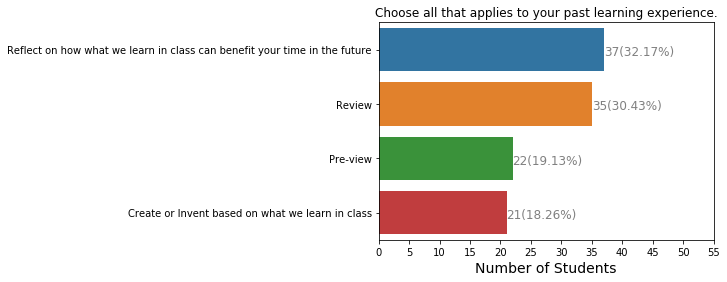 Choose all that applies to your past learning experience.
Reflect on how what we learn in class can benefit your time in the future
37(32.17%)
Review
35(30.43%)
Pre-view
22(19.13%)
Create or Invent based on what we learn in class
21(18.26%)
0 5 10 15 20 25 30 35 40 45 50 55
Number of Students